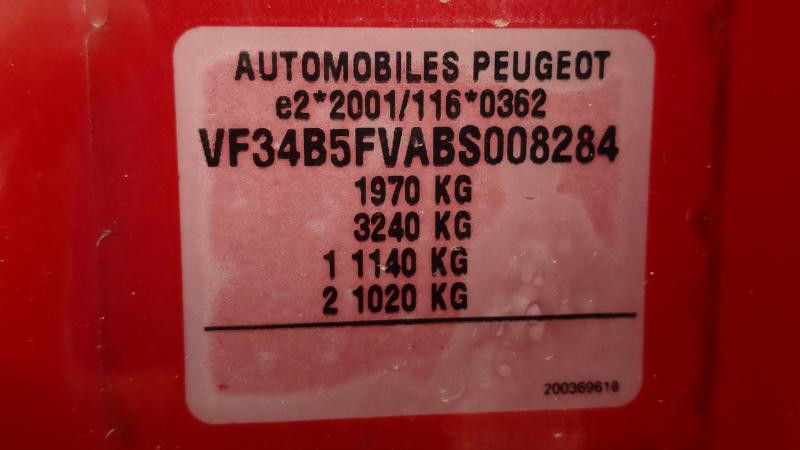 AUTOMOBILES PEUGEOT
e2*2001/116*0362
VF34B5FVABS008284
1970 KG
3240 KG
1 1140 KG
2 1020 KG
200369618